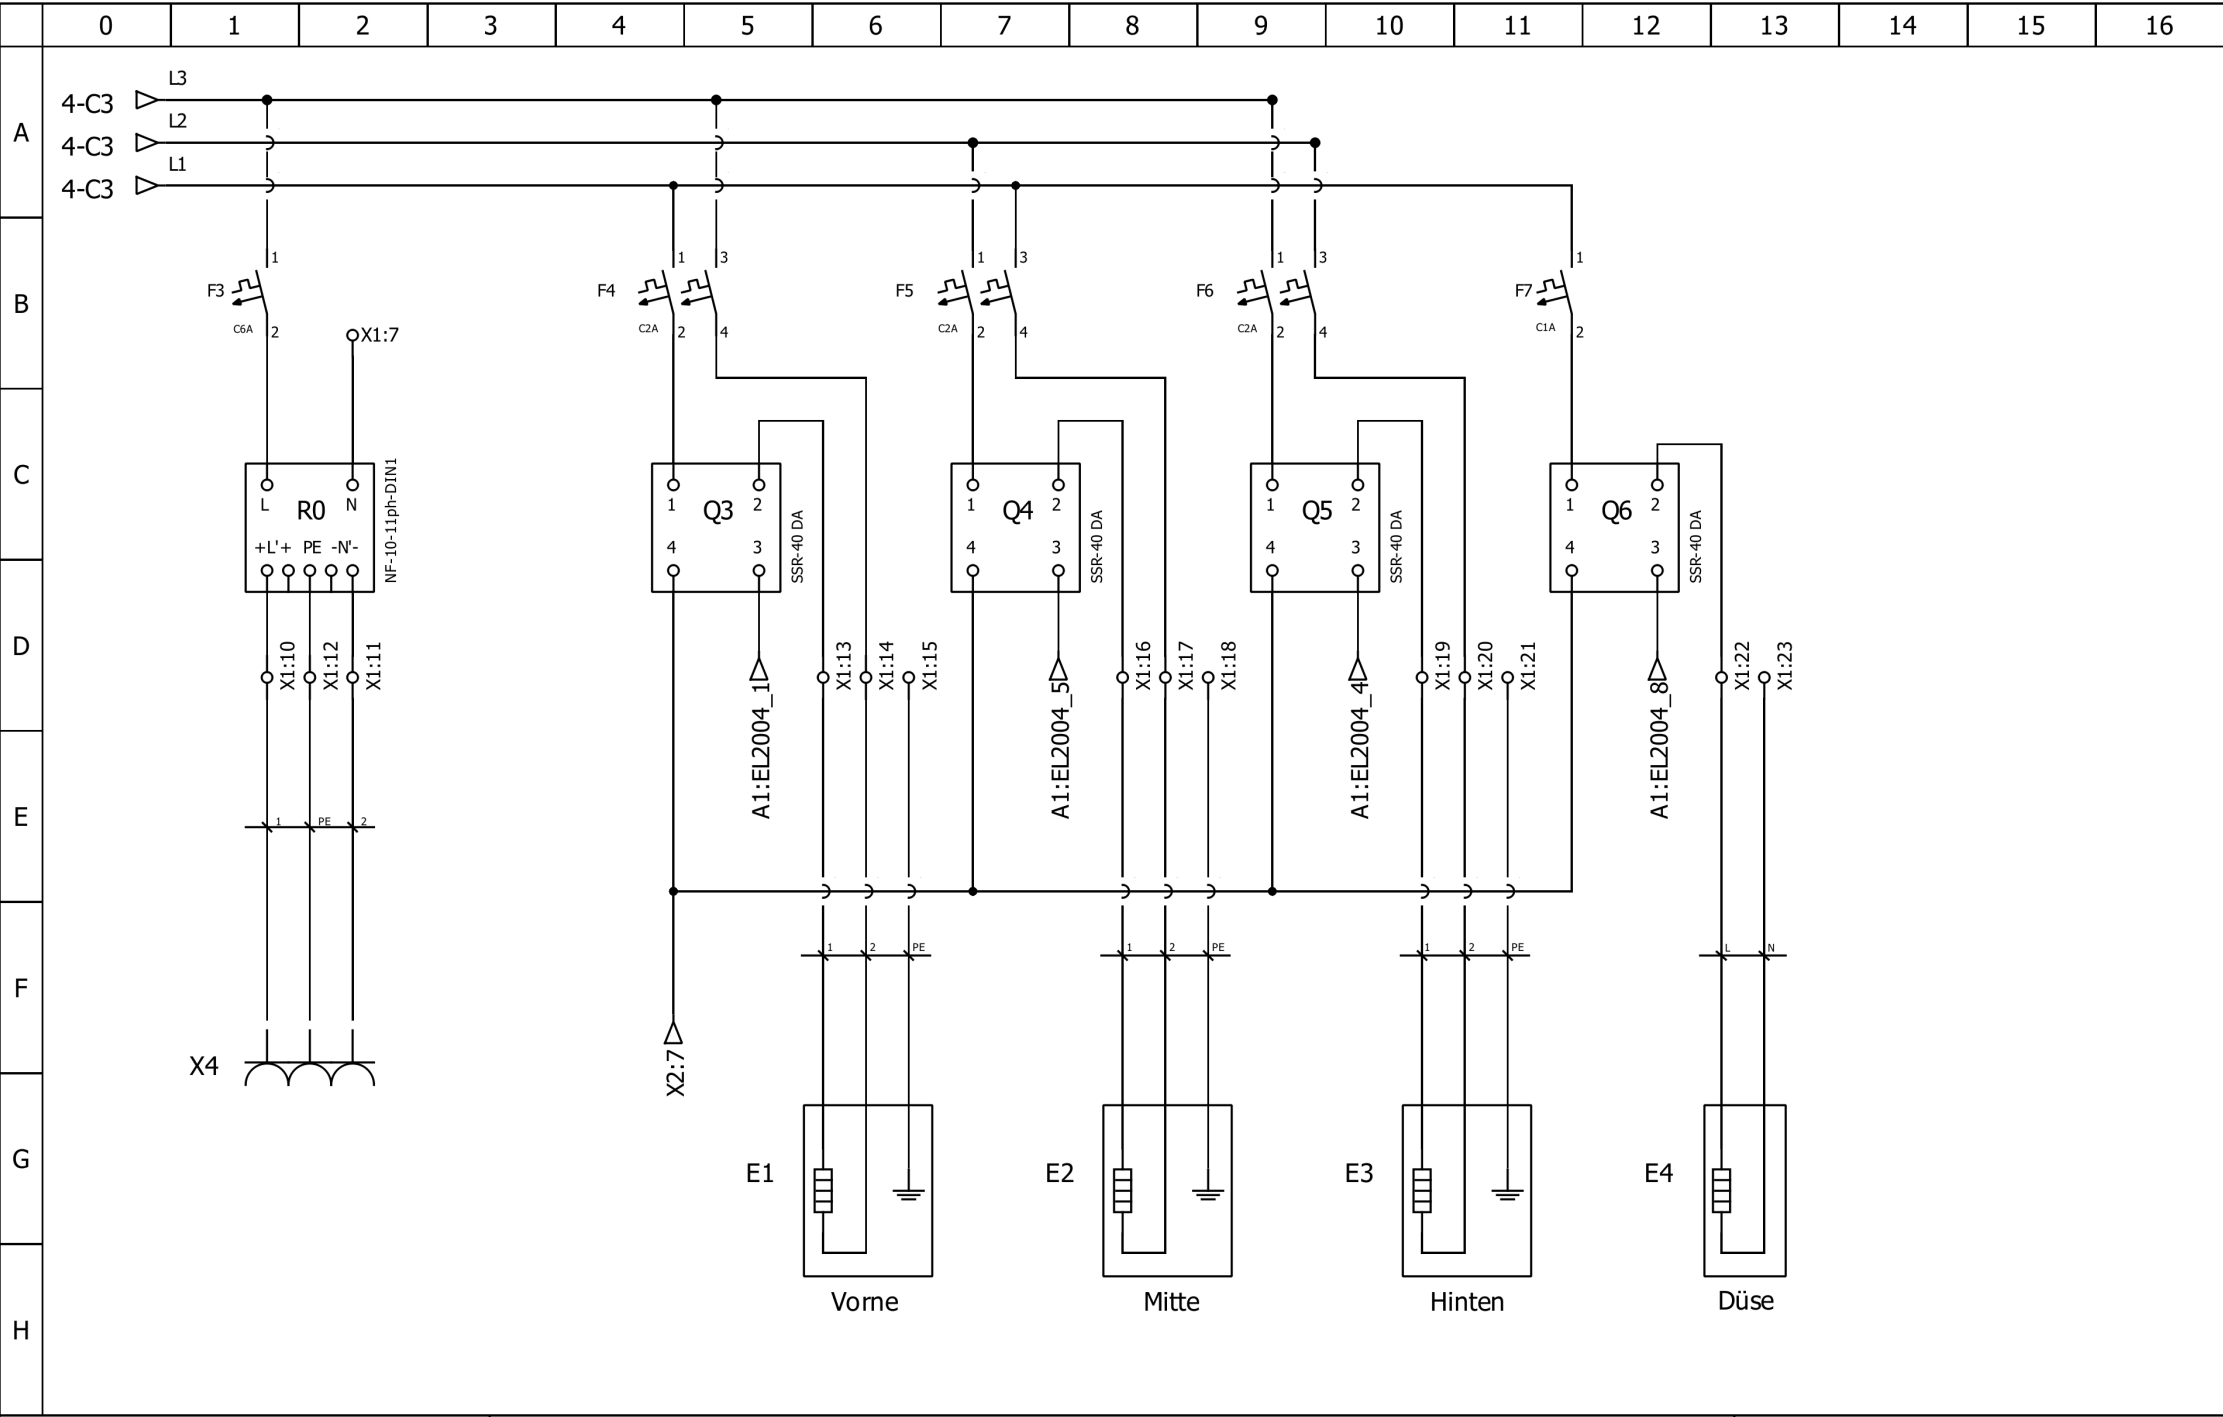 0 1 2 3 4 5 6 7 8 9 10 11 12 13 14 15 16
L3
4-C3
L2
A
4-C3
L1
4-C3
1 1 3 1 3 1 3 1
B
F3 F4 F5 F6 F7
C6A C2A C2A C2A C1A
2 2 4 2 4 2 4 2
X1:7
C
L R0 N
NF-10-11ph-DIN1
1 Q3 2
SSR-40 DA
1 Q4 2
SSR-40 DA
1 Q5 2
SSR-40 DA
1 Q6 2
SSR-40 DA
+L'+ PE -N'-
4 3 4 3 4 3 4 3
D
X1:10
X1:12
X1:11
A1:EL2004_1
X1:13
X1:14
X1:15
A1:EL2004_5
X1:16
X1:17
X1:18
A1:EL2004_4
X1:19
X1:20
X1:21
A1:EL2004_8
X1:22
X1:23
E
1 PE 2
1 2 PE 1 2 PE 1 2 PE L N
F
X4
X2:7
G
E1 E2 E3 E4
Vorne Mitte Hinten Düse
H